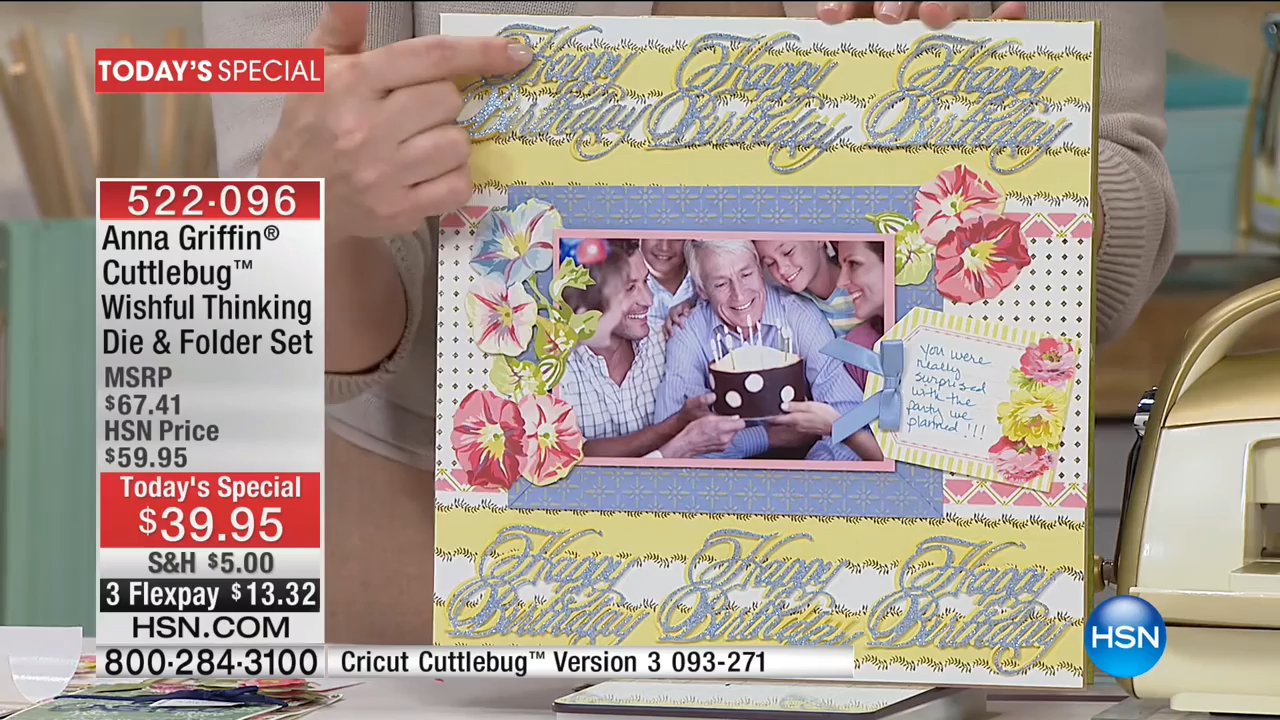 TODAY'S SPECIAL
522·096
Anna Griffin®
Cuttlebug™
Wishful Thinking
Die & Folder Set
MSRP
$67.41
HSN Price
$59.95
Today's Special
$39.95
S&H $5.00
3 Flexpay $13.32
HSN.COM
800·284·3100
Cricut Cuttlebug™ Version 3 093-271
Happy Birthday
Happy Birthday
Happy Birthday
You were
really
surprised
with the
party we
planned!!!
Happy Birthday
Happy Birthday
Happy Birthday
HSN